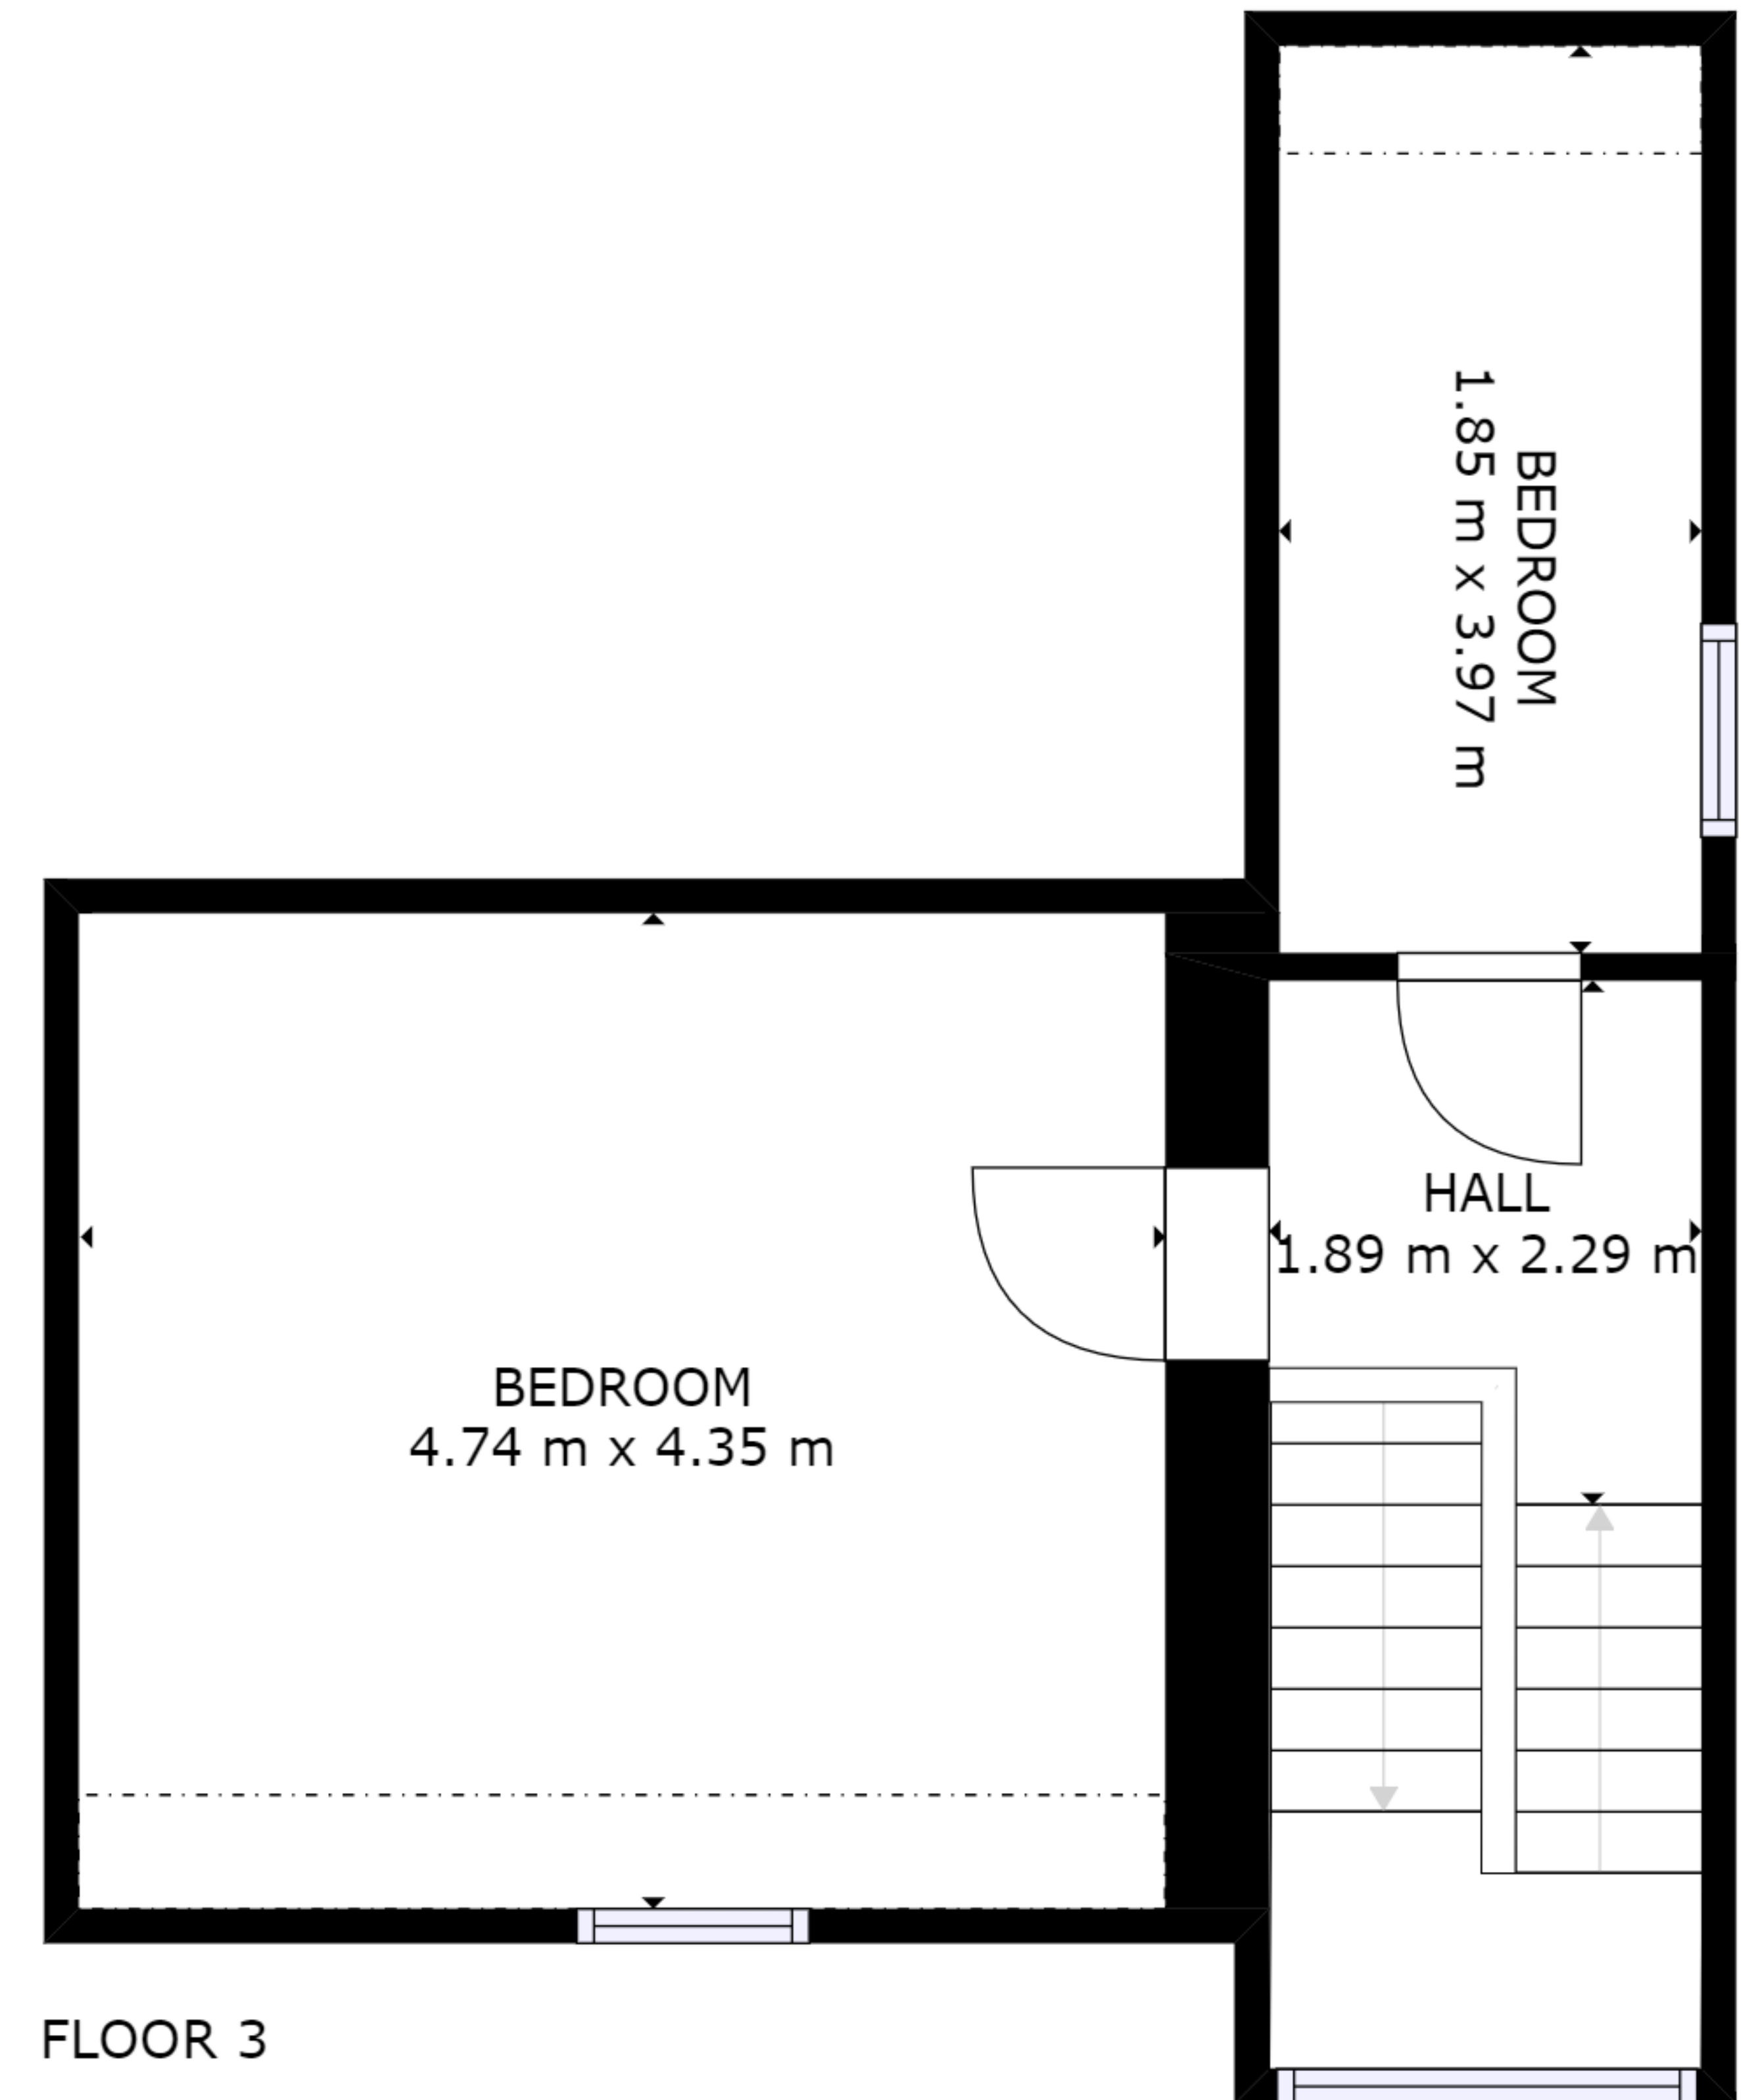 BEDROOM
1.85 m x 3.97 m
HALL
1.89 m x 2.29 m
BEDROOM
4.74 m x 4.35 m
FLOOR 3